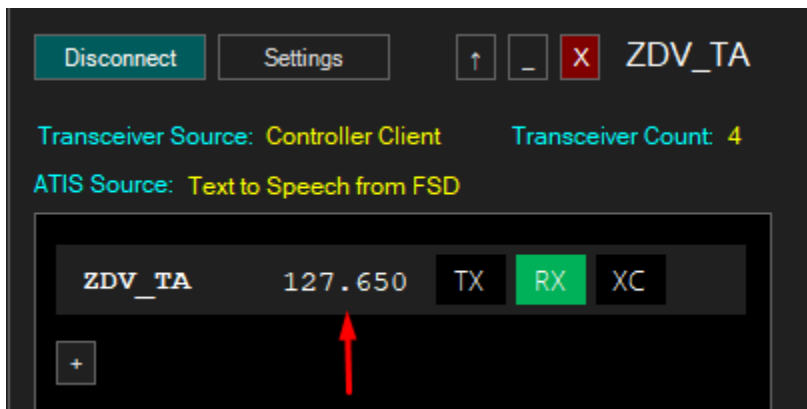 Disconnect Settings ↑ _ X ZDV_TA
Transceiver Source: Controller Client Transceiver Count: 4
ATIS Source: Text to Speech from FSD
ZDV_TA 127.650 TX RX XC
+